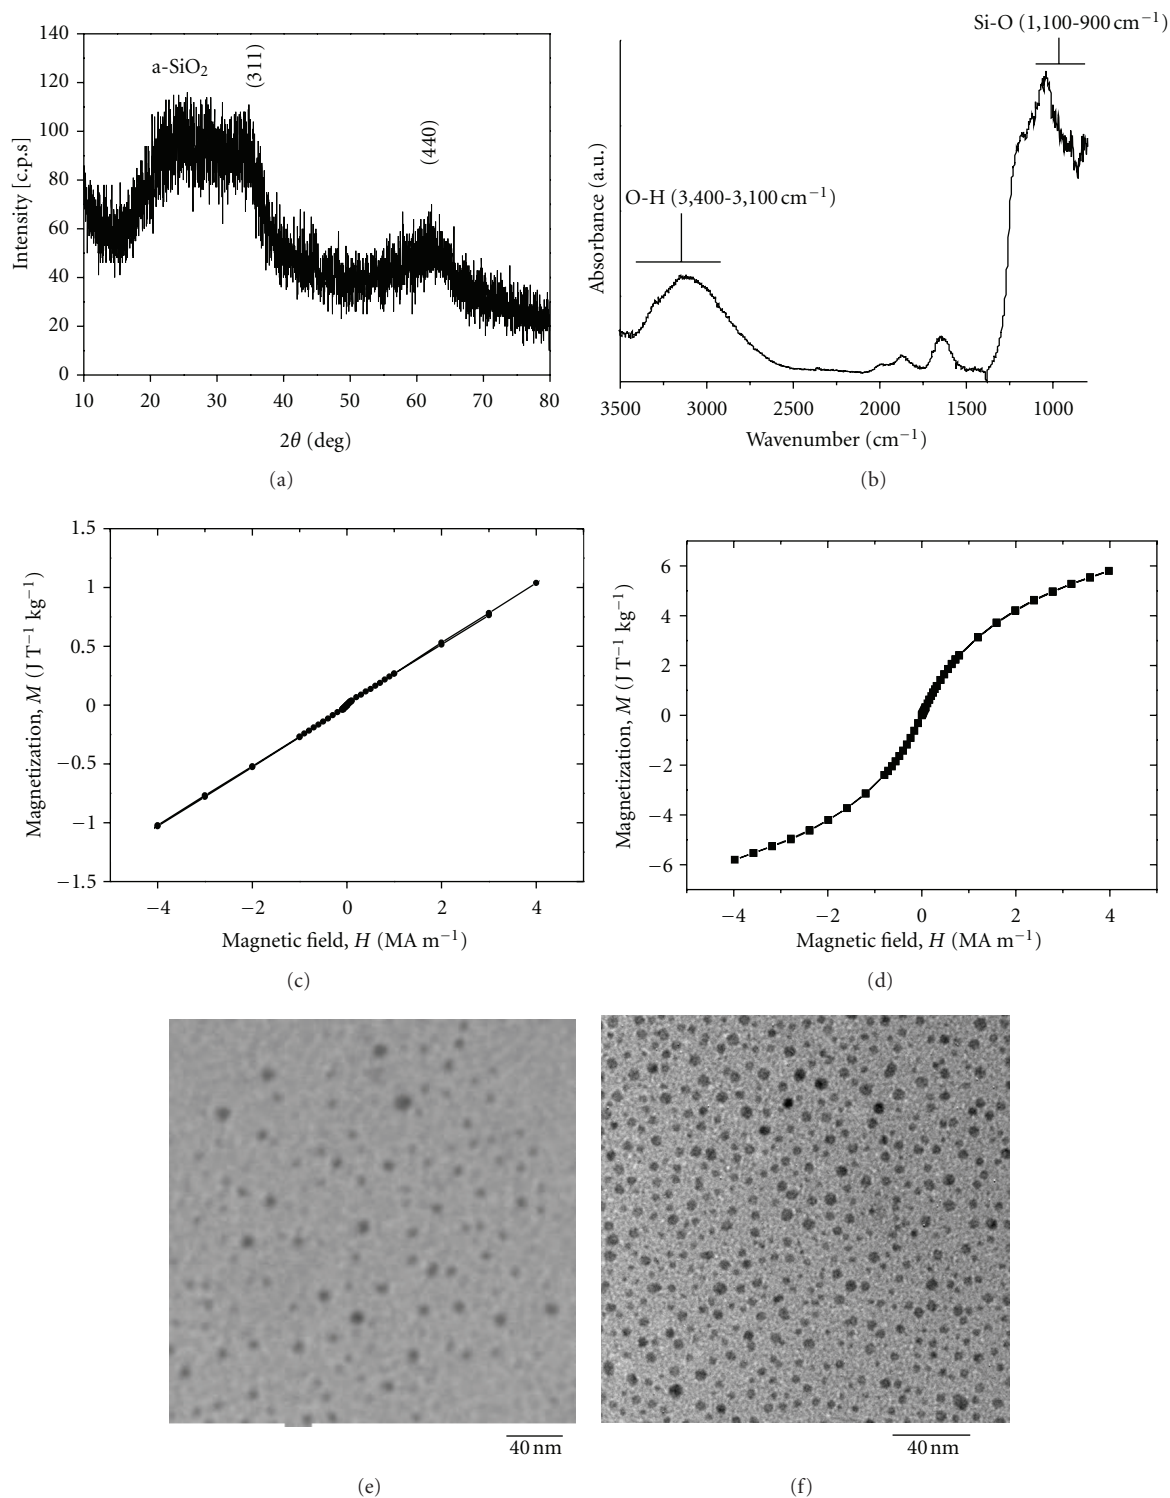 140
120
100
80
60
40
20
0
Intensity [c.p.s]
a-SiO₂
(311)
(440)
10 20 30 40 50 60 70 80
2θ (deg)
(a)
Si-O (1,100-900 cm⁻¹)
O-H (3,400-3,100 cm⁻¹)
Absorbance (a.u.)
3500 3000 2500 2000 1500 1000
Wavenumber (cm⁻¹)
(b)
1.5
1
0.5
0
−0.5
−1
−1.5
Magnetization, M (J T⁻¹ kg⁻¹)
−4 −2 0 2 4
Magnetic field, H (MA m⁻¹)
(c)
6
4
2
0
−2
−4
−6
Magnetization, M (J T⁻¹ kg⁻¹)
−4 −2 0 2 4
Magnetic field, H (MA m⁻¹)
(d)
40 nm
(e)
40 nm
(f)